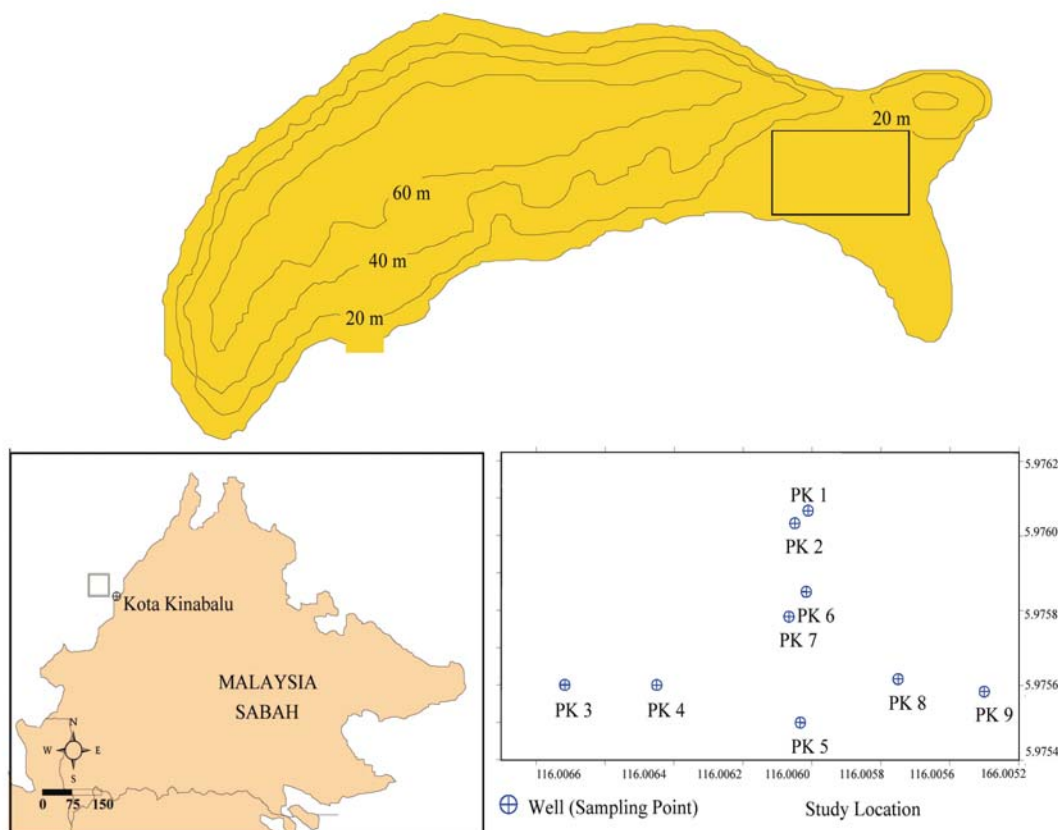 20 m
60 m
40 m
20 m
Kota Kinabalu
MALAYSIA
SABAH
N
W E
S
0 75 150
PK 1
PK 2
PK 6
PK 7
PK 3
PK 4
PK 8
PK 9
PK 5
5.9762
5.9760
5.9758
5.9756
5.9754
116.0066 116.0064 116.0062 116.0060 116.0058 116.0056 166.0052
Well (Sampling Point) Study Location